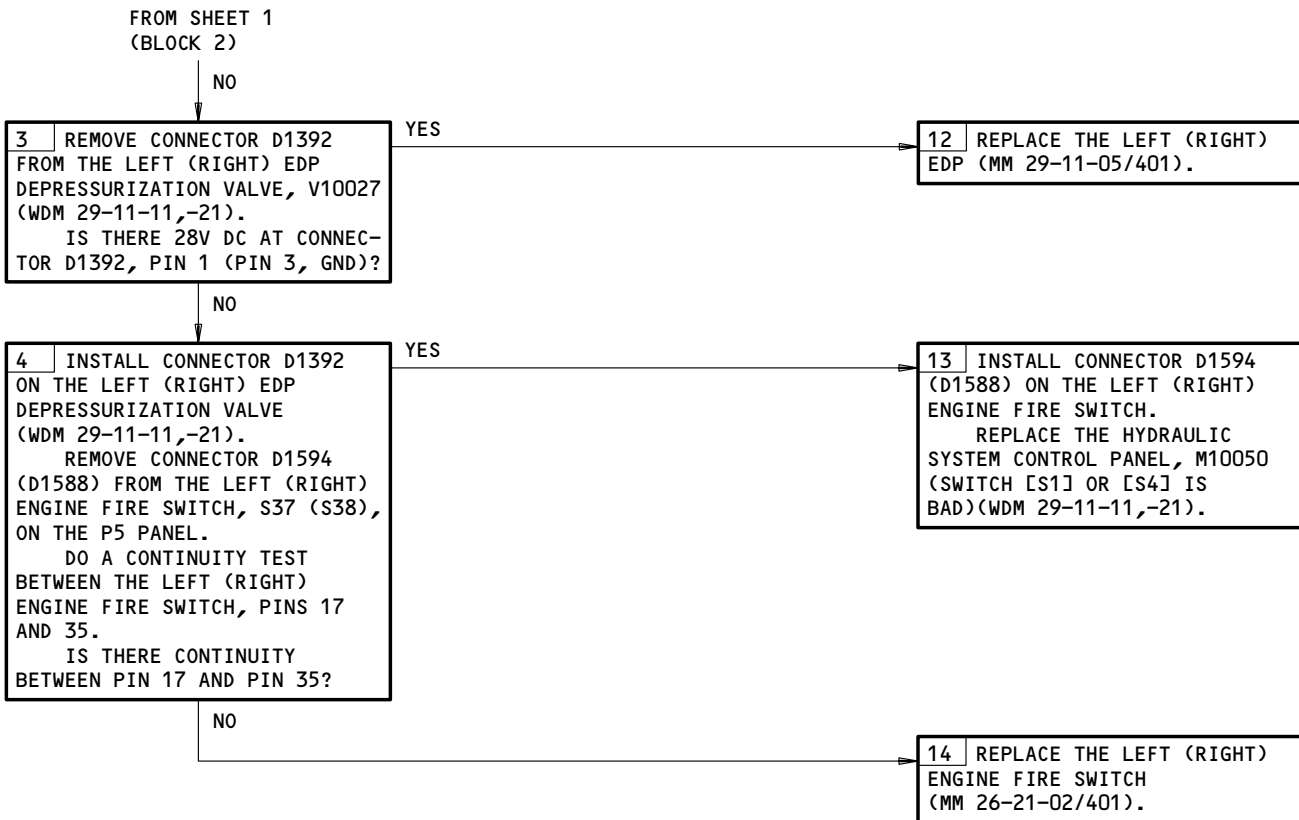 FROM SHEET 1
(BLOCK 2)
NO
3 REMOVE CONNECTOR D1392
FROM THE LEFT (RIGHT) EDP
DEPRESSURIZATION VALVE, V10027
(WDM 29-11-11,-21).
IS THERE 28V DC AT CONNEC-
TOR D1392, PIN 1 (PIN 3, GND)?
YES
12 REPLACE THE LEFT (RIGHT)
EDP (MM 29-11-05/401).
NO
4 INSTALL CONNECTOR D1392
ON THE LEFT (RIGHT) EDP
DEPRESSURIZATION VALVE
(WDM 29-11-11,-21).
REMOVE CONNECTOR D1594
(D1588) FROM THE LEFT (RIGHT)
ENGINE FIRE SWITCH, S37 (S38),
ON THE P5 PANEL.
DO A CONTINUITY TEST
BETWEEN THE LEFT (RIGHT)
ENGINE FIRE SWITCH, PINS 17
AND 35.
IS THERE CONTINUITY
BETWEEN PIN 17 AND PIN 35?
YES
13 INSTALL CONNECTOR D1594
(D1588) ON THE LEFT (RIGHT)
ENGINE FIRE SWITCH.
REPLACE THE HYDRAULIC
SYSTEM CONTROL PANEL, M10050
(SWITCH [S1] OR [S4] IS
BAD)(WDM 29-11-11,-21).
NO
14 REPLACE THE LEFT (RIGHT)
ENGINE FIRE SWITCH
(MM 26-21-02/401).